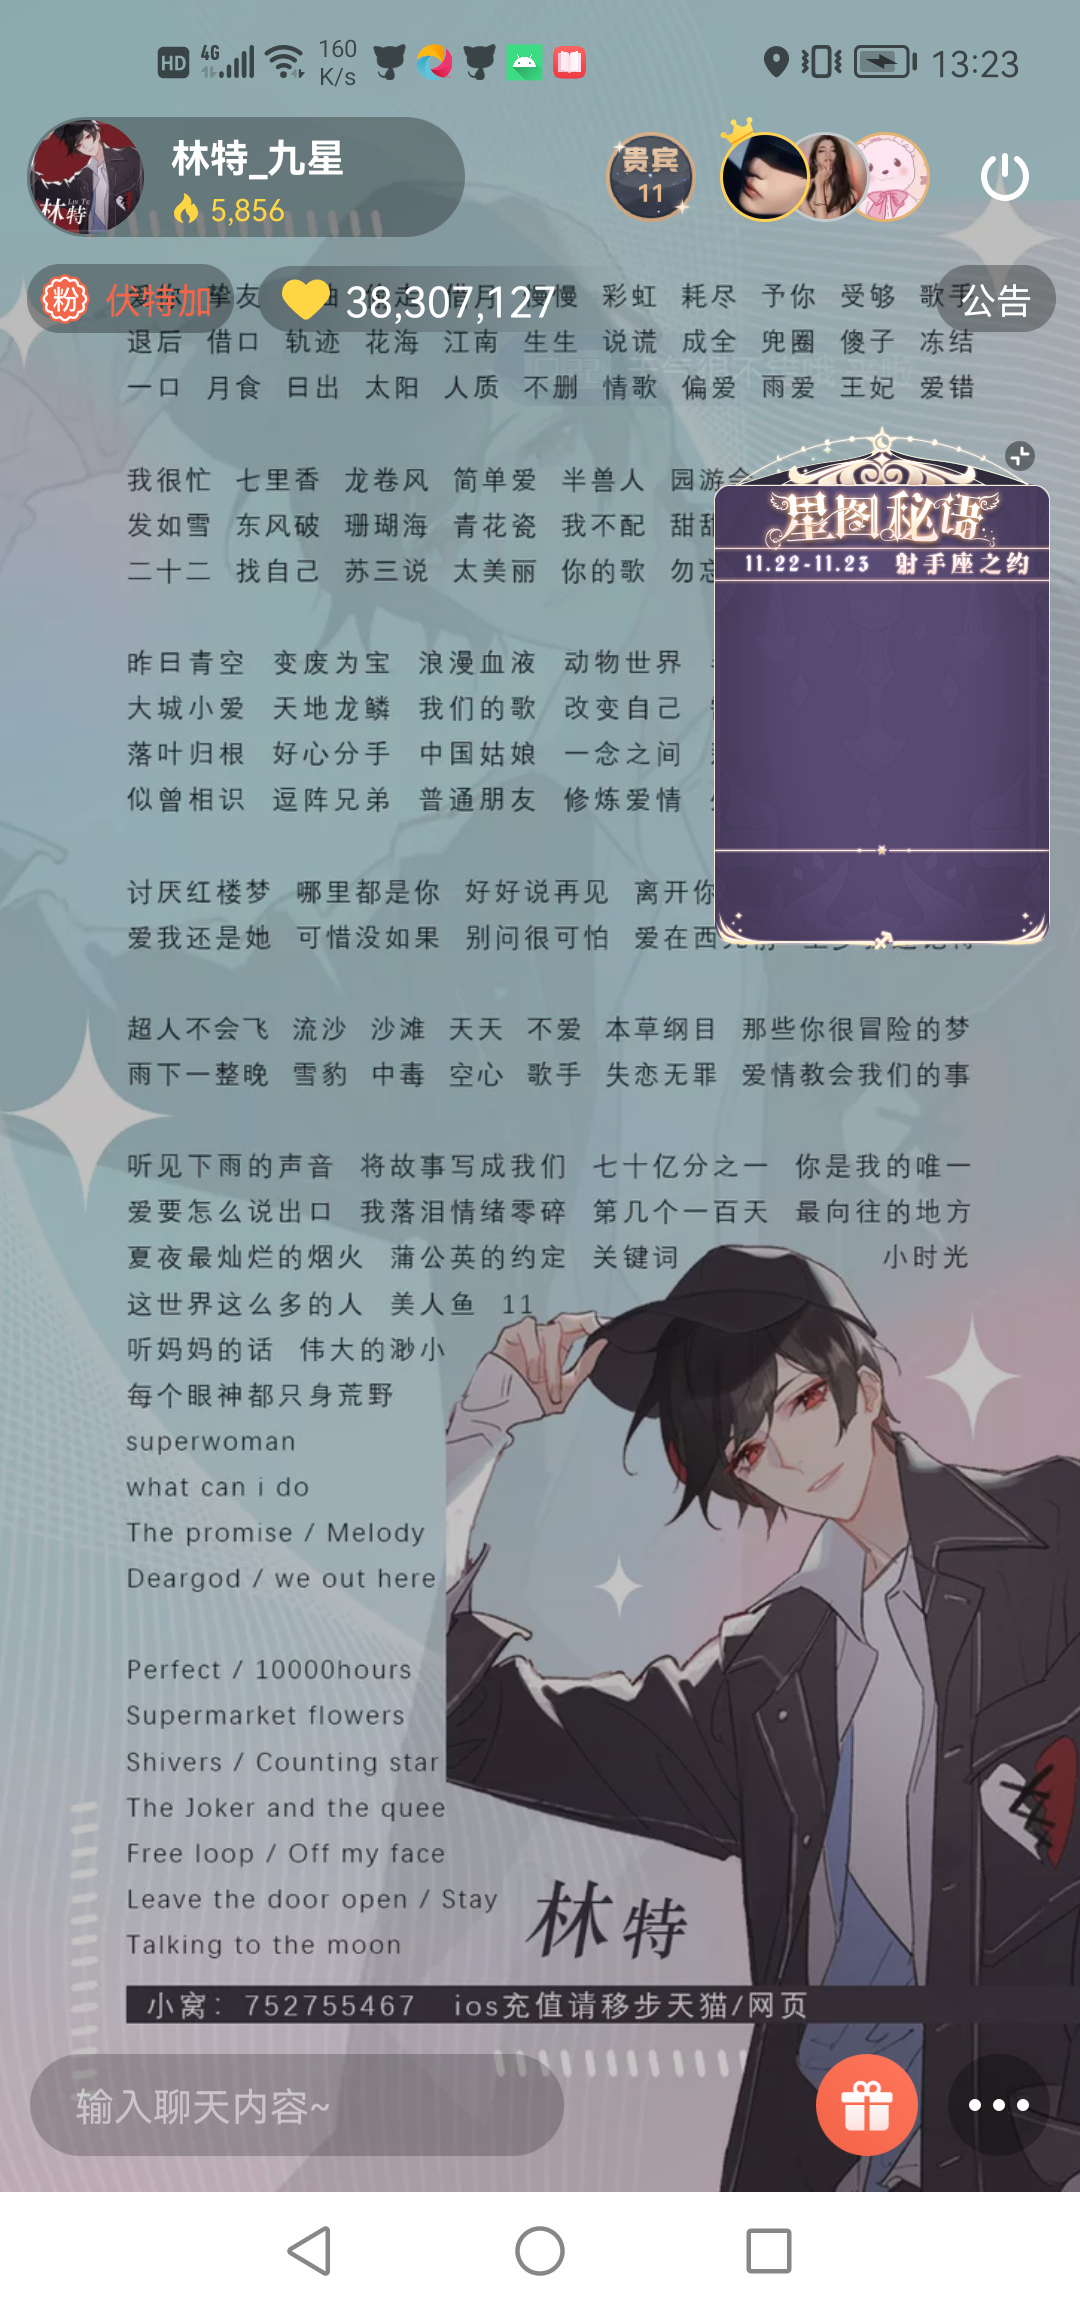 HD 4G 160 K/s 13:23
林特_九星
5,856
贵宾
11
粉 伏特加 38,307,127 公告
挚友 借月 慢慢 彩虹 耗尽 予你 受够 歌手
退后 借口 轨迹 花海 江南 生生 说谎 成全 兜圈 傻子 冻结
一口 月食 日出 太阳 人质 不删 情歌 偏爱 雨爱 王妃 爱错
我很忙 七里香 龙卷风 简单爱 半兽人 园游会
发如雪 东风破 珊瑚海 青花瓷 我不配 甜甜
二十二 找自己 苏三说 太美丽 你的歌 勿忘
星图秘语
11.22-11.23 射手座之约
昨日青空 变废为宝 浪漫血液 动物世界
大城小爱 天地龙鳞 我们的歌 改变自己
落叶归根 好心分手 中国姑娘 一念之间
似曾相识 逗阵兄弟 普通朋友 修炼爱情
讨厌红楼梦 哪里都是你 好好说再见 离开你
爱我还是她 可惜没如果 别问很可怕 爱在西元前
超人不会飞 流沙 沙滩 天天 不爱 本草纲目 那些你很冒险的梦
雨下一整晚 雪豹 中毒 空心 歌手 失恋无罪 爱情教会我们的事
听见下雨的声音 将故事写成我们 七十亿分之一 你是我的唯一
爱要怎么说出口 我落泪情绪零碎 第几个一百天 最向往的地方
夏夜最灿烂的烟火 蒲公英的约定 关键词 小时光
这世界这么多的人 美人鱼 11
听妈妈的话 伟大的渺小
每个眼神都只身荒野
superwoman
what can i do
The promise / Melody
Deargod / we out here
Perfect / 10000hours
Supermarket flowers
Shivers / Counting star
The Joker and the quee
Free loop / Off my face
Leave the door open / Stay
Talking to the moon
林特
小窝：752755467 ios充值请移步天猫/网页
输入聊天内容~